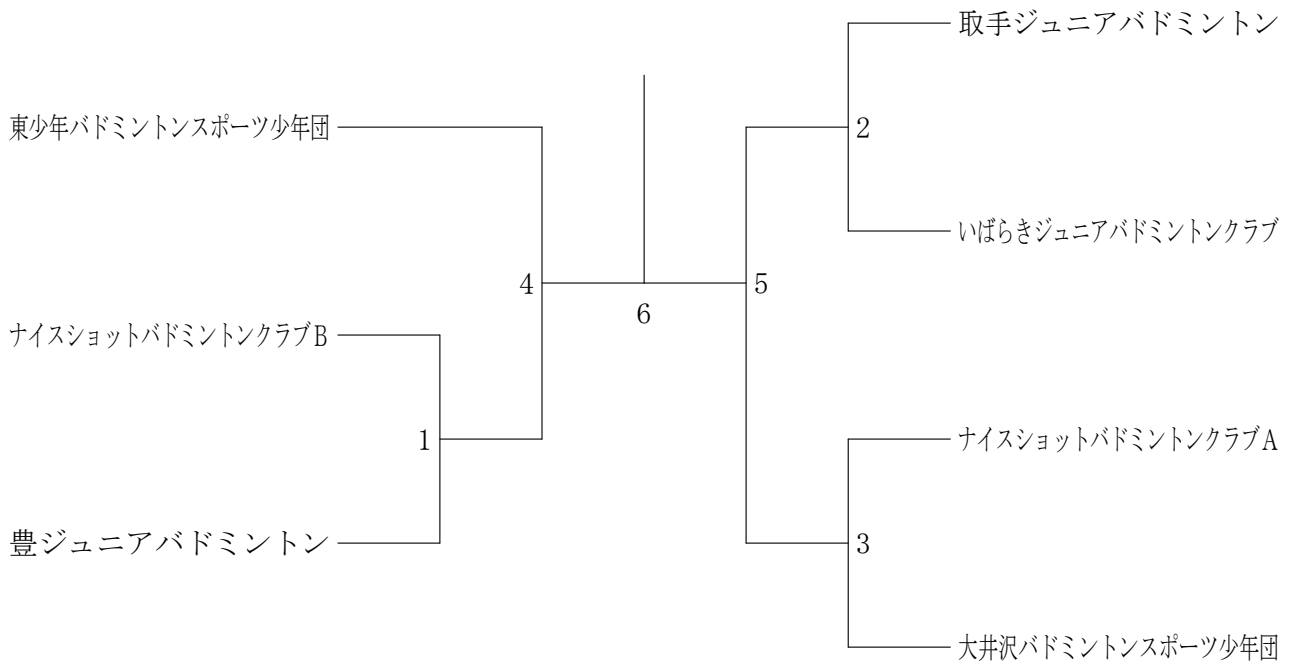 取手ジュニアバドミントン
東少年バドミントンスポーツ少年団
2
いばらきジュニアバドミントンクラブ
4
5
6
ナイスショットバドミントンクラブB
1
ナイスショットバドミントンクラブA
豊ジュニアバドミントン
3
大井沢バドミントンスポーツ少年団